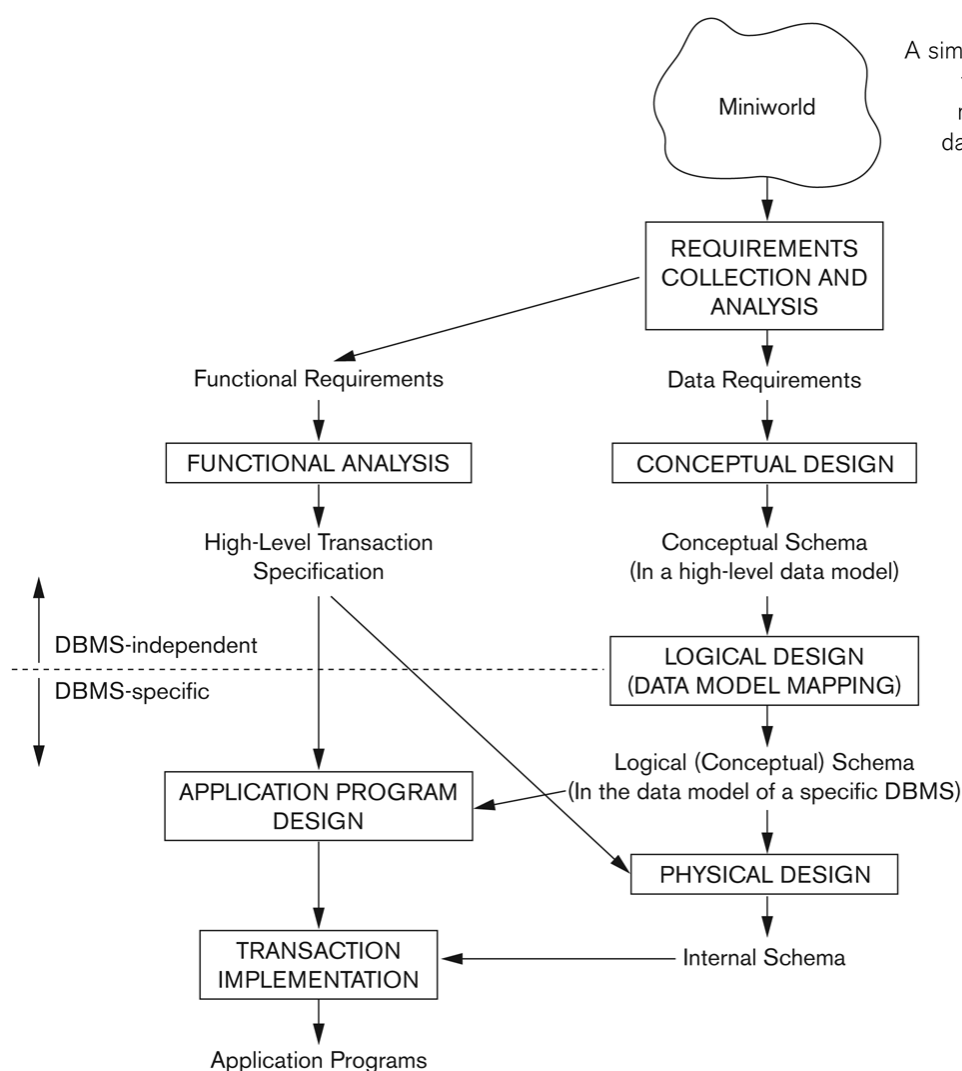 Miniworld
A sim
r
da
REQUIREMENTS
COLLECTION AND
ANALYSIS
Functional Requirements
Data Requirements
FUNCTIONAL ANALYSIS
CONCEPTUAL DESIGN
High-Level Transaction
Specification
Conceptual Schema
(In a high-level data model)
DBMS-independent
DBMS-specific
LOGICAL DESIGN
(DATA MODEL MAPPING)
Logical (Conceptual) Schema
(In the data model of a specific DBMS)
APPLICATION PROGRAM
DESIGN
PHYSICAL DESIGN
TRANSACTION
IMPLEMENTATION
Internal Schema
Application Programs